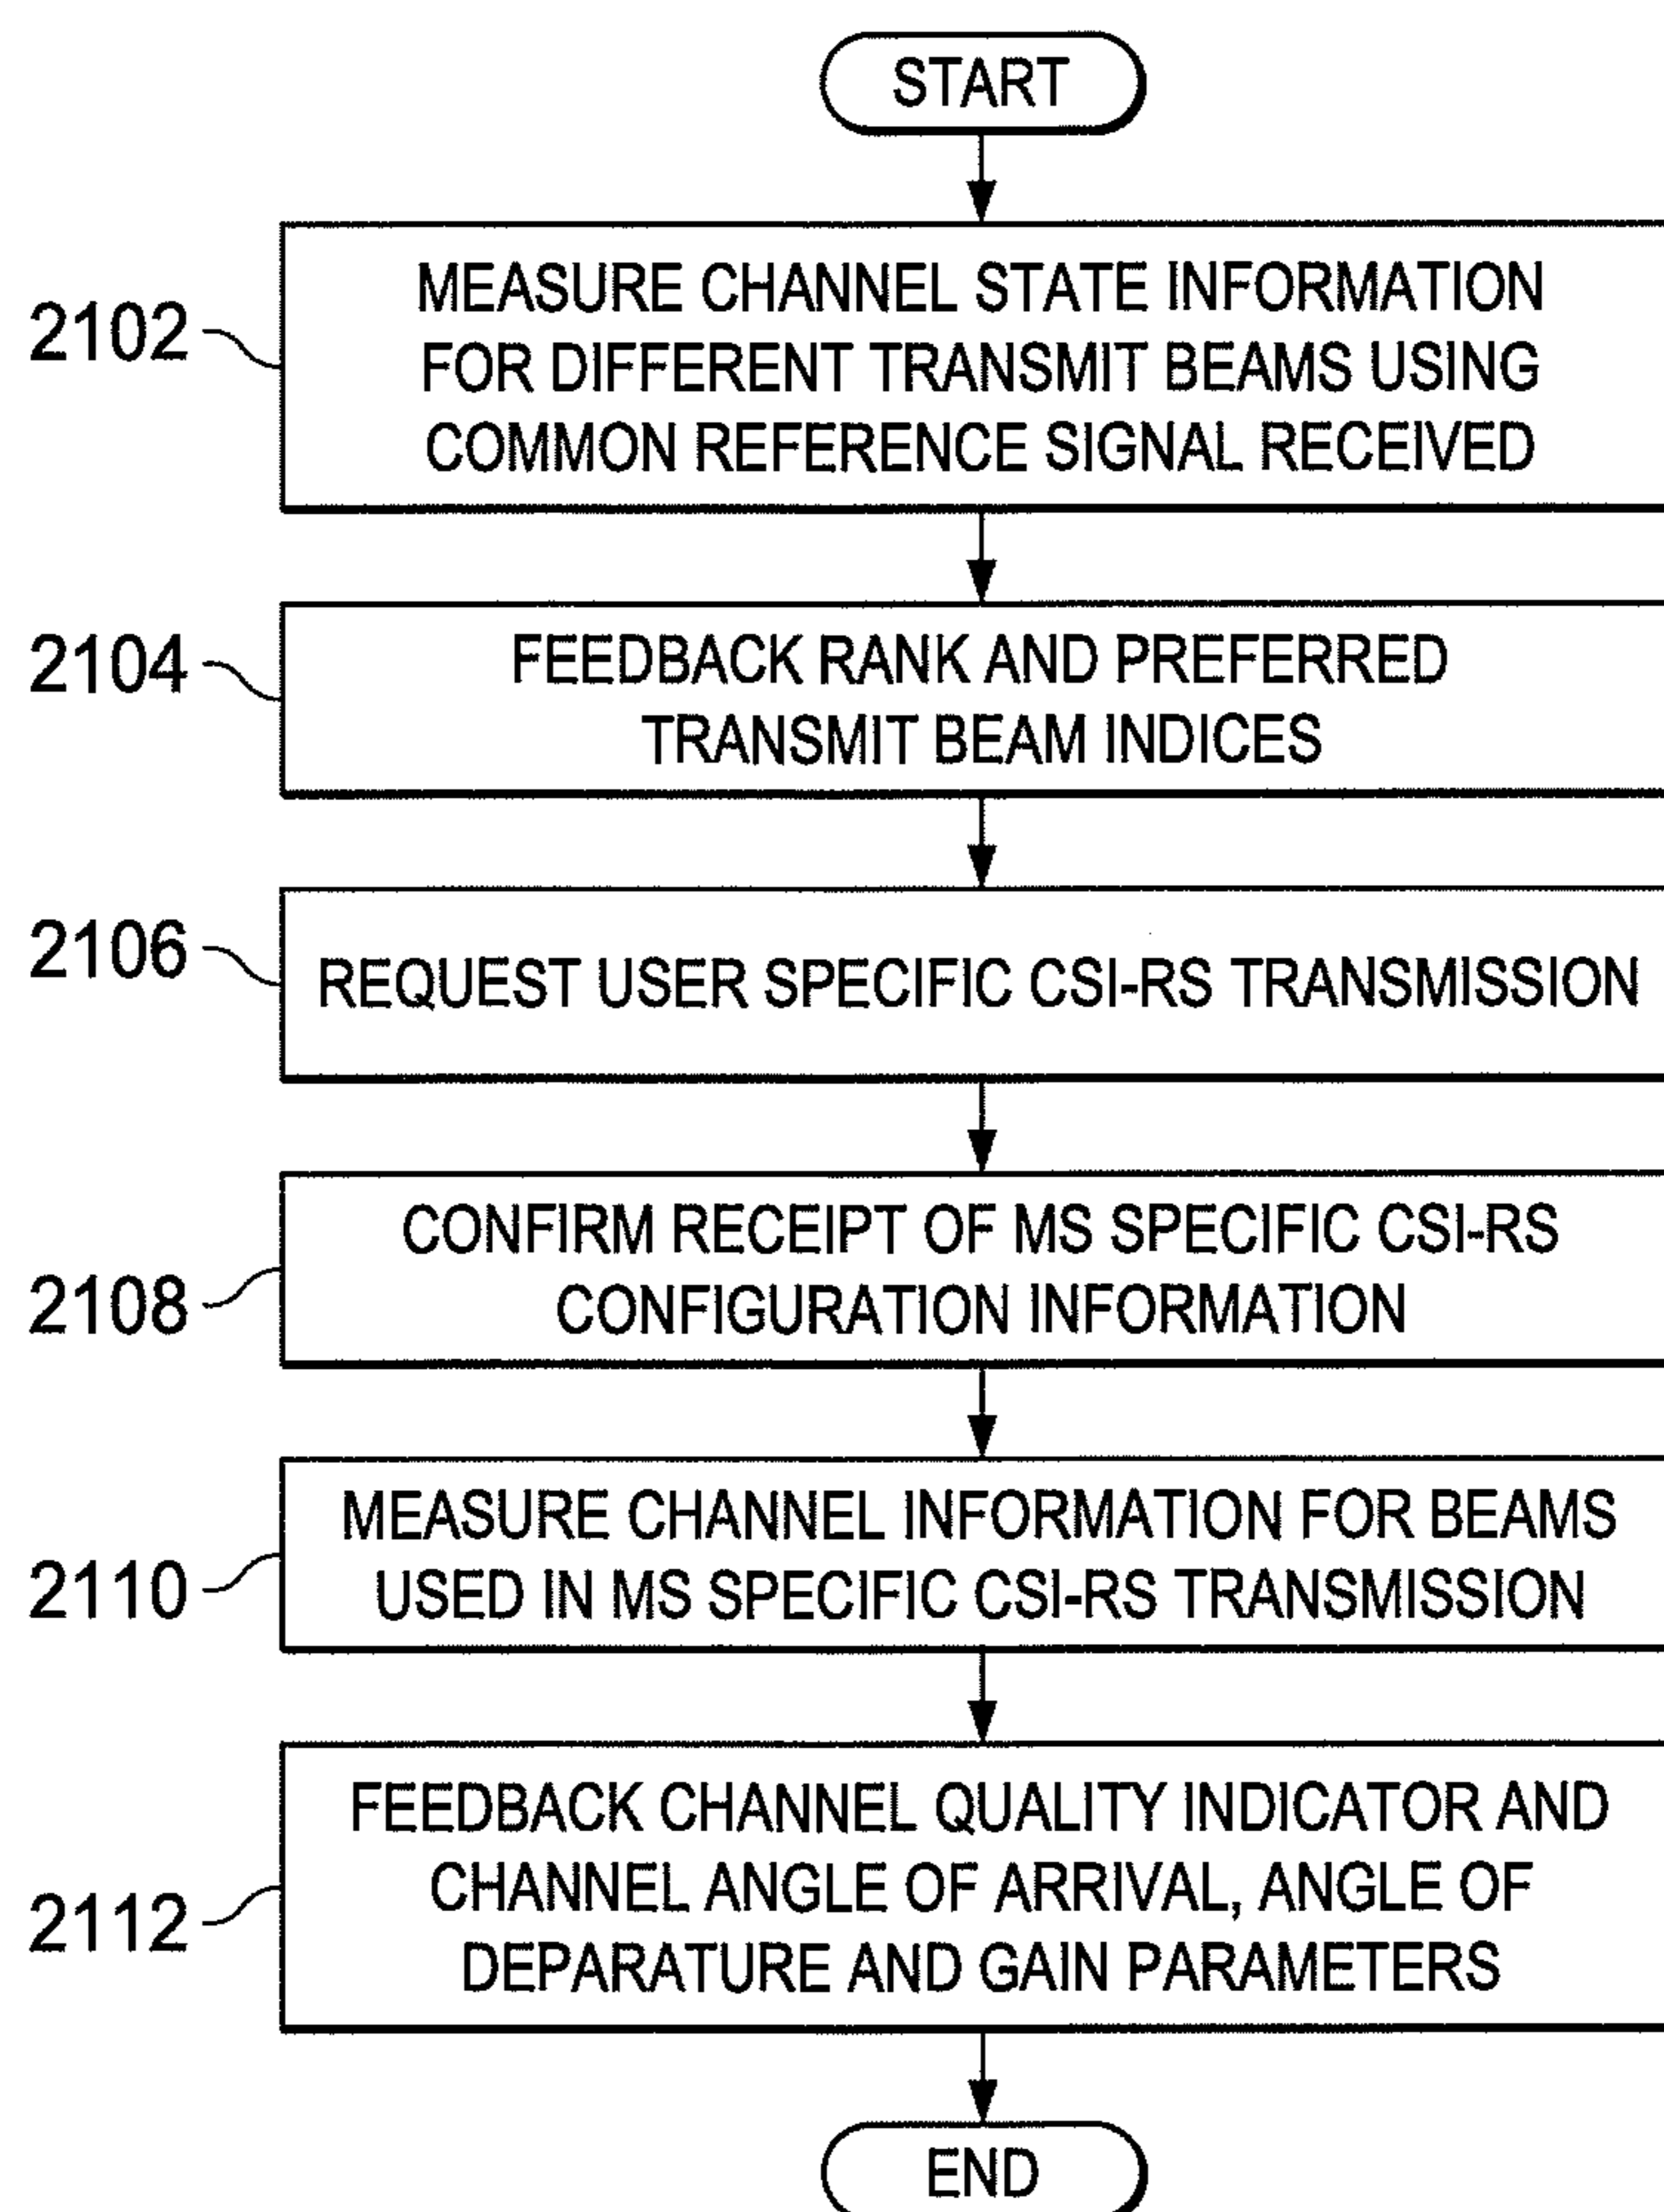 START
2102
MEASURE CHANNEL STATE INFORMATION
FOR DIFFERENT TRANSMIT BEAMS USING
COMMON REFERENCE SIGNAL RECEIVED
2104
FEEDBACK RANK AND PREFERRED
TRANSMIT BEAM INDICES
2106
REQUEST USER SPECIFIC CSI-RS TRANSMISSION
2108
CONFIRM RECEIPT OF MS SPECIFIC CSI-RS
CONFIGURATION INFORMATION
2110
MEASURE CHANNEL INFORMATION FOR BEAMS
USED IN MS SPECIFIC CSI-RS TRANSMISSION
2112
FEEDBACK CHANNEL QUALITY INDICATOR AND
CHANNEL ANGLE OF ARRIVAL, ANGLE OF
DEPARATURE AND GAIN PARAMETERS
END